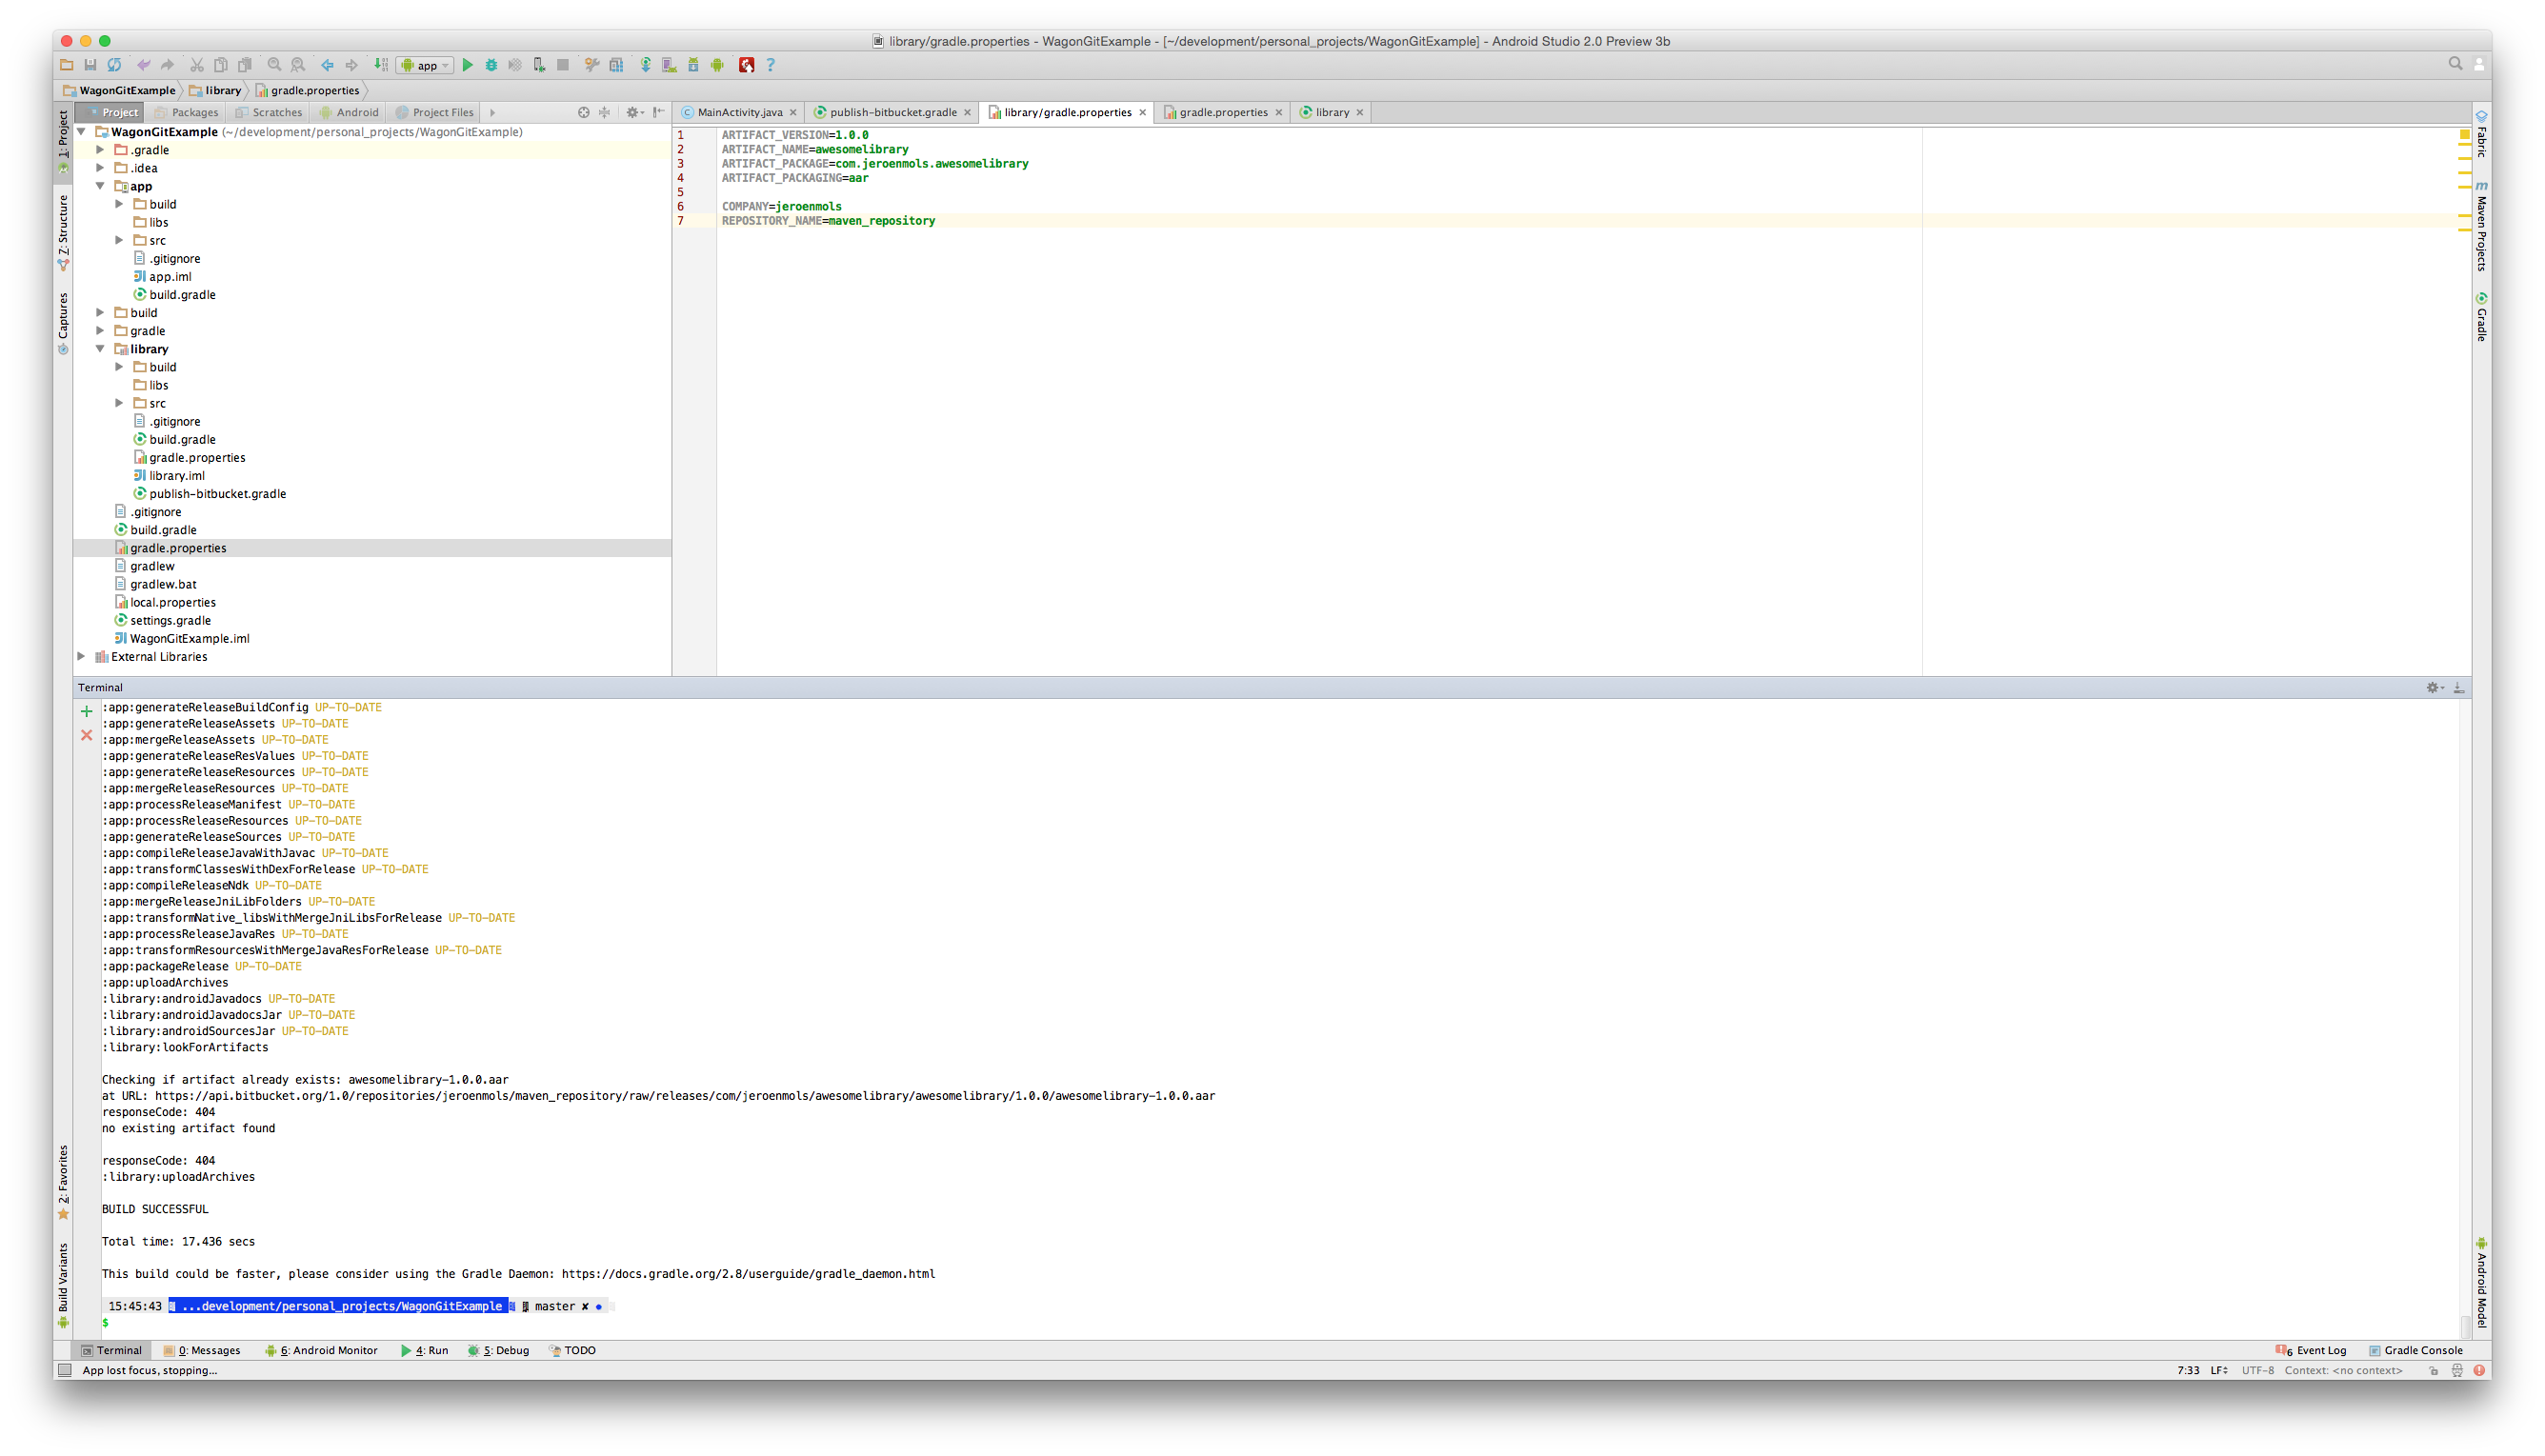 library/gradle.properties - WagonGitExample - [~/development/personal_projects/WagonGitExample] - Android Studio 2.0 Preview 3b
app
WagonGitExample library gradle.properties
Project Packages Scratches Android Project Files
MainActivity.java publish-bitbucket.gradle library/gradle.properties gradle.properties library
1: Project
7: Structure
Captures
2: Favorites
Build Variants
WagonGitExample (~/development/personal_projects/WagonGitExample)
.gradle
.idea
app
build
libs
src
.gitignore
app.iml
build.gradle
build
gradle
library
build
libs
src
.gitignore
build.gradle
gradle.properties
library.iml
publish-bitbucket.gradle
.gitignore
build.gradle
gradle.properties
gradlew
gradlew.bat
local.properties
settings.gradle
WagonGitExample.iml
External Libraries
1 ARTIFACT_VERSION=1.0.0
2 ARTIFACT_NAME=awesomelibrary
3 ARTIFACT_PACKAGE=com.jeroenmols.awesomelibrary
4 ARTIFACT_PACKAGING=aar
5
6 COMPANY=jeroenmols
7 REPOSITORY_NAME=maven_repository
Fabric
Maven Projects
Gradle
Android Model
Terminal
:app:generateReleaseBuildConfig UP-TO-DATE
:app:generateReleaseAssets UP-TO-DATE
:app:mergeReleaseAssets UP-TO-DATE
:app:generateReleaseResValues UP-TO-DATE
:app:generateReleaseResources UP-TO-DATE
:app:mergeReleaseResources UP-TO-DATE
:app:processReleaseManifest UP-TO-DATE
:app:processReleaseResources UP-TO-DATE
:app:generateReleaseSources UP-TO-DATE
:app:compileReleaseJavaWithJavac UP-TO-DATE
:app:transformClassesWithDexForRelease UP-TO-DATE
:app:compileReleaseNdk UP-TO-DATE
:app:mergeReleaseJniLibFolders UP-TO-DATE
:app:transformNative_libsWithMergeJniLibsForRelease UP-TO-DATE
:app:processReleaseJavaRes UP-TO-DATE
:app:transformResourcesWithMergeJavaResForRelease UP-TO-DATE
:app:packageRelease UP-TO-DATE
:app:uploadArchives
:library:androidJavadocs UP-TO-DATE
:library:androidJavadocsJar UP-TO-DATE
:library:androidSourcesJar UP-TO-DATE
:library:lookForArtifacts
Checking if artifact already exists: awesomelibrary-1.0.0.aar
at URL: https://api.bitbucket.org/1.0/repositories/jeroenmols/maven_repository/raw/releases/com/jeroenmols/awesomelibrary/awesomelibrary/1.0.0/awesomelibrary-1.0.0.aar
responseCode: 404
no existing artifact found
responseCode: 404
:library:uploadArchives
BUILD SUCCESSFUL
Total time: 17.436 secs
This build could be faster, please consider using the Gradle Daemon: https://docs.gradle.org/2.8/userguide/gradle_daemon.html
15:45:43 ...development/personal_projects/WagonGitExample master ✘ ●
$
Terminal 0: Messages 6: Android Monitor 4: Run 5: Debug TODO 6 Event Log Gradle Console
App lost focus, stopping... 7:33 LF UTF-8 Context: <no context>